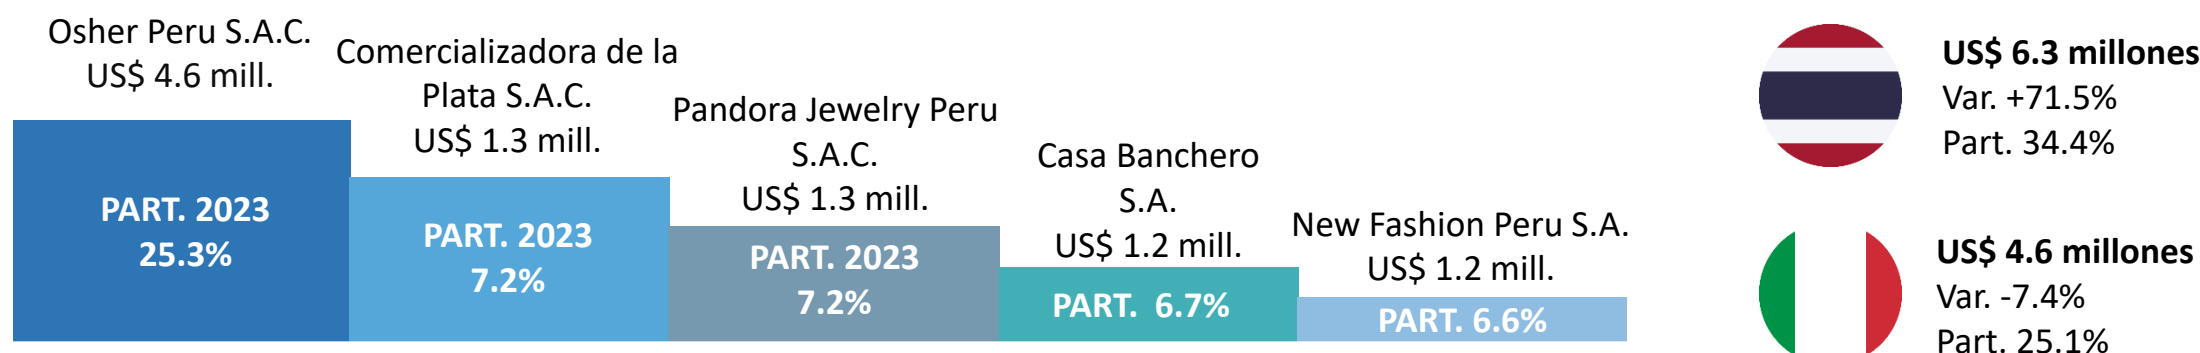 Osher Peru S.A.C.
US$ 4.6 mill.
PART. 2023
25.3%
Comercializadora de la
Plata S.A.C.
US$ 1.3 mill.
PART. 2023
7.2%
Pandora Jewelry Peru
S.A.C.
US$ 1.3 mill.
PART. 2023
7.2%
Casa Banchero
S.A.
US$ 1.2 mill.
PART. 6.7%
New Fashion Peru S.A.
US$ 1.2 mill.
PART. 6.6%
US$ 6.3 millones
Var. +71.5%
Part. 34.4%
US$ 4.6 millones
Var. -7.4%
Part. 25.1%